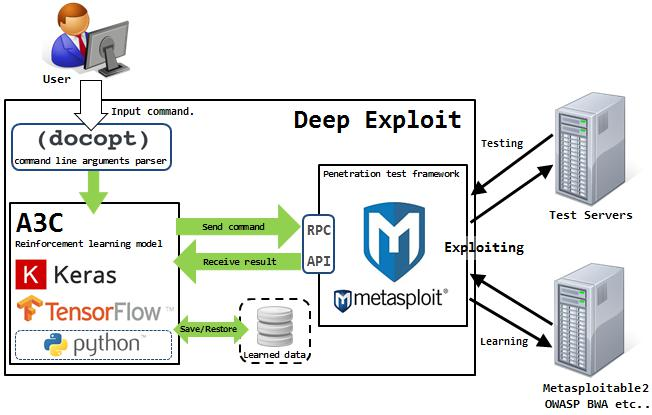 User
Input command.
Deep Exploit
(docopt)
command line arguments parser
Testing
Test Servers
Penetration test framework
A3C
Reinforcement learning model
Send command
RPC
API
Receive result
Exploiting
Keras
metasploit®
TensorFlow™
python™
Save/Restore
Learned data
Learning
Metasploitable2
OWASP BWA etc..